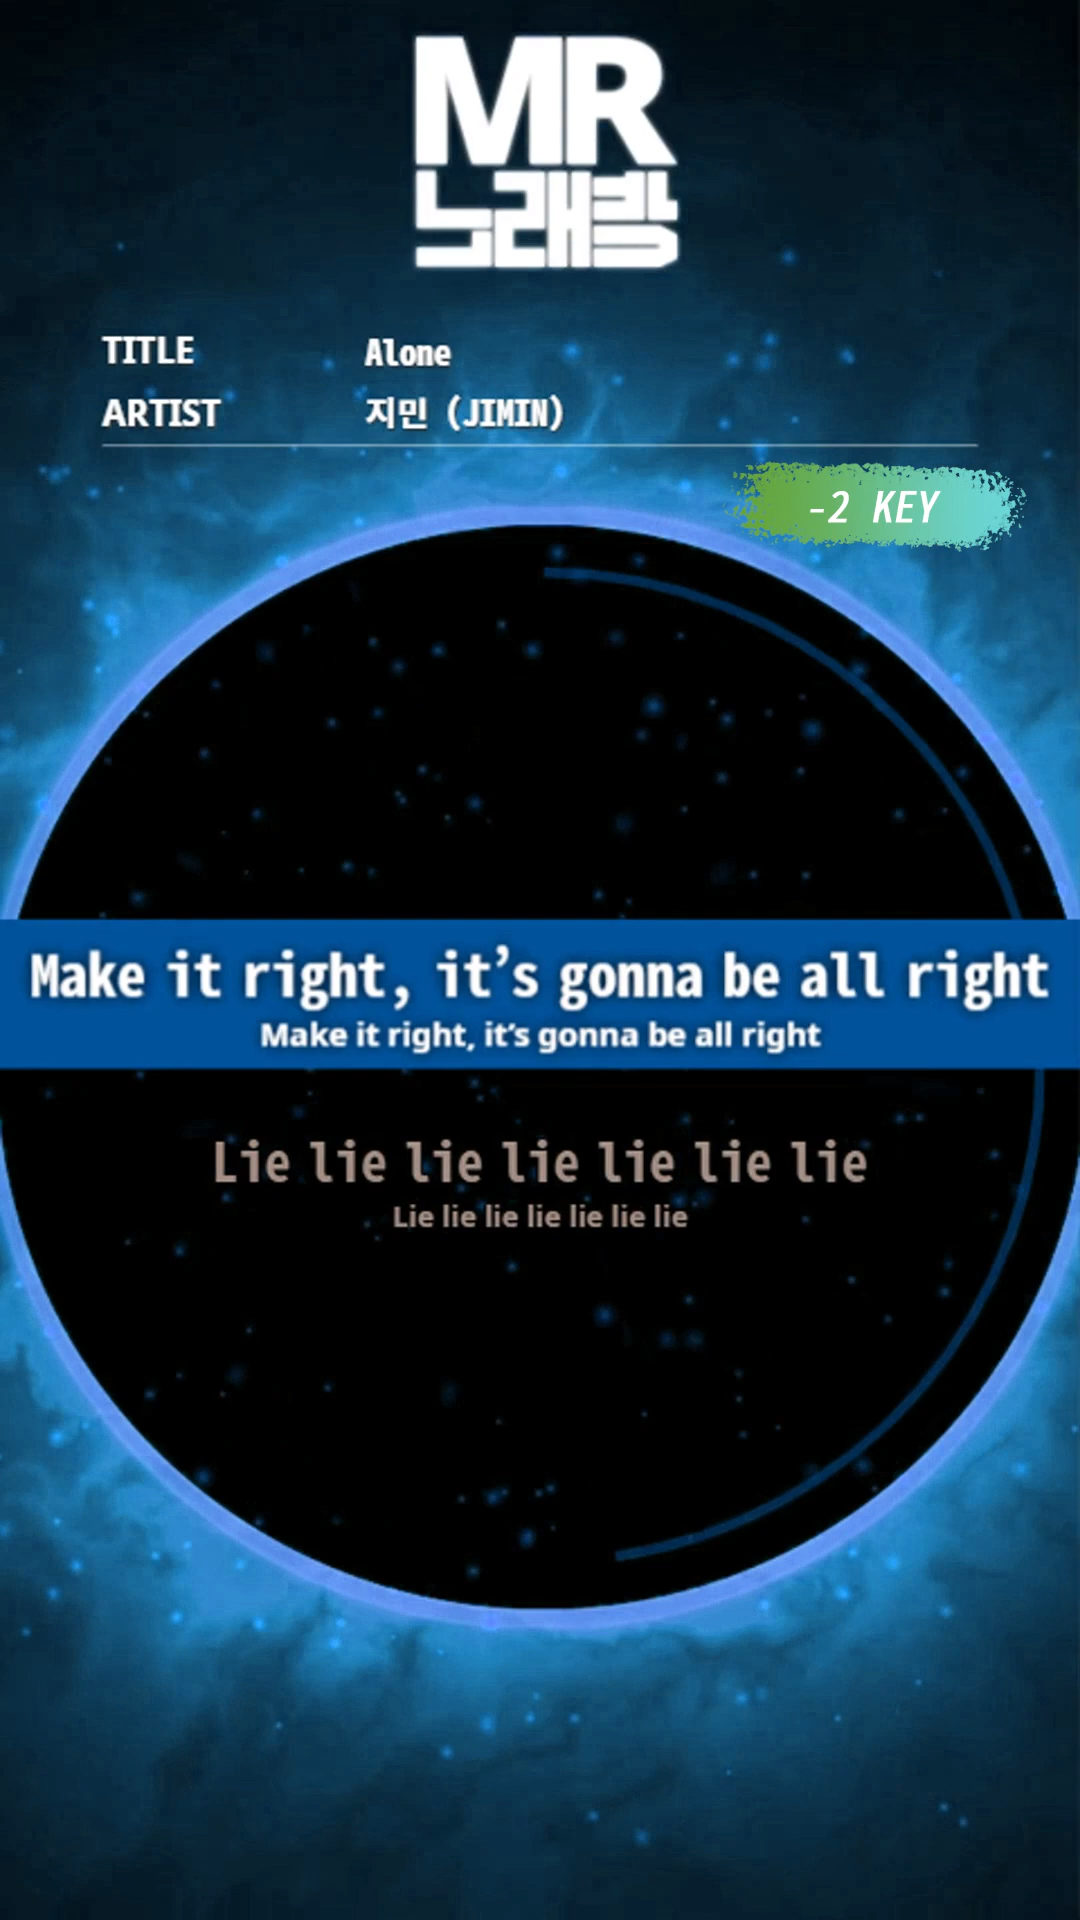 MR
노래방
TITLE Alone
ARTIST 지민 (JIMIN)
-2 KEY
Make it right, it’s gonna be all right
Make it right, it’s gonna be all right
Lie lie lie lie lie lie lie
Lie lie lie lie lie lie lie